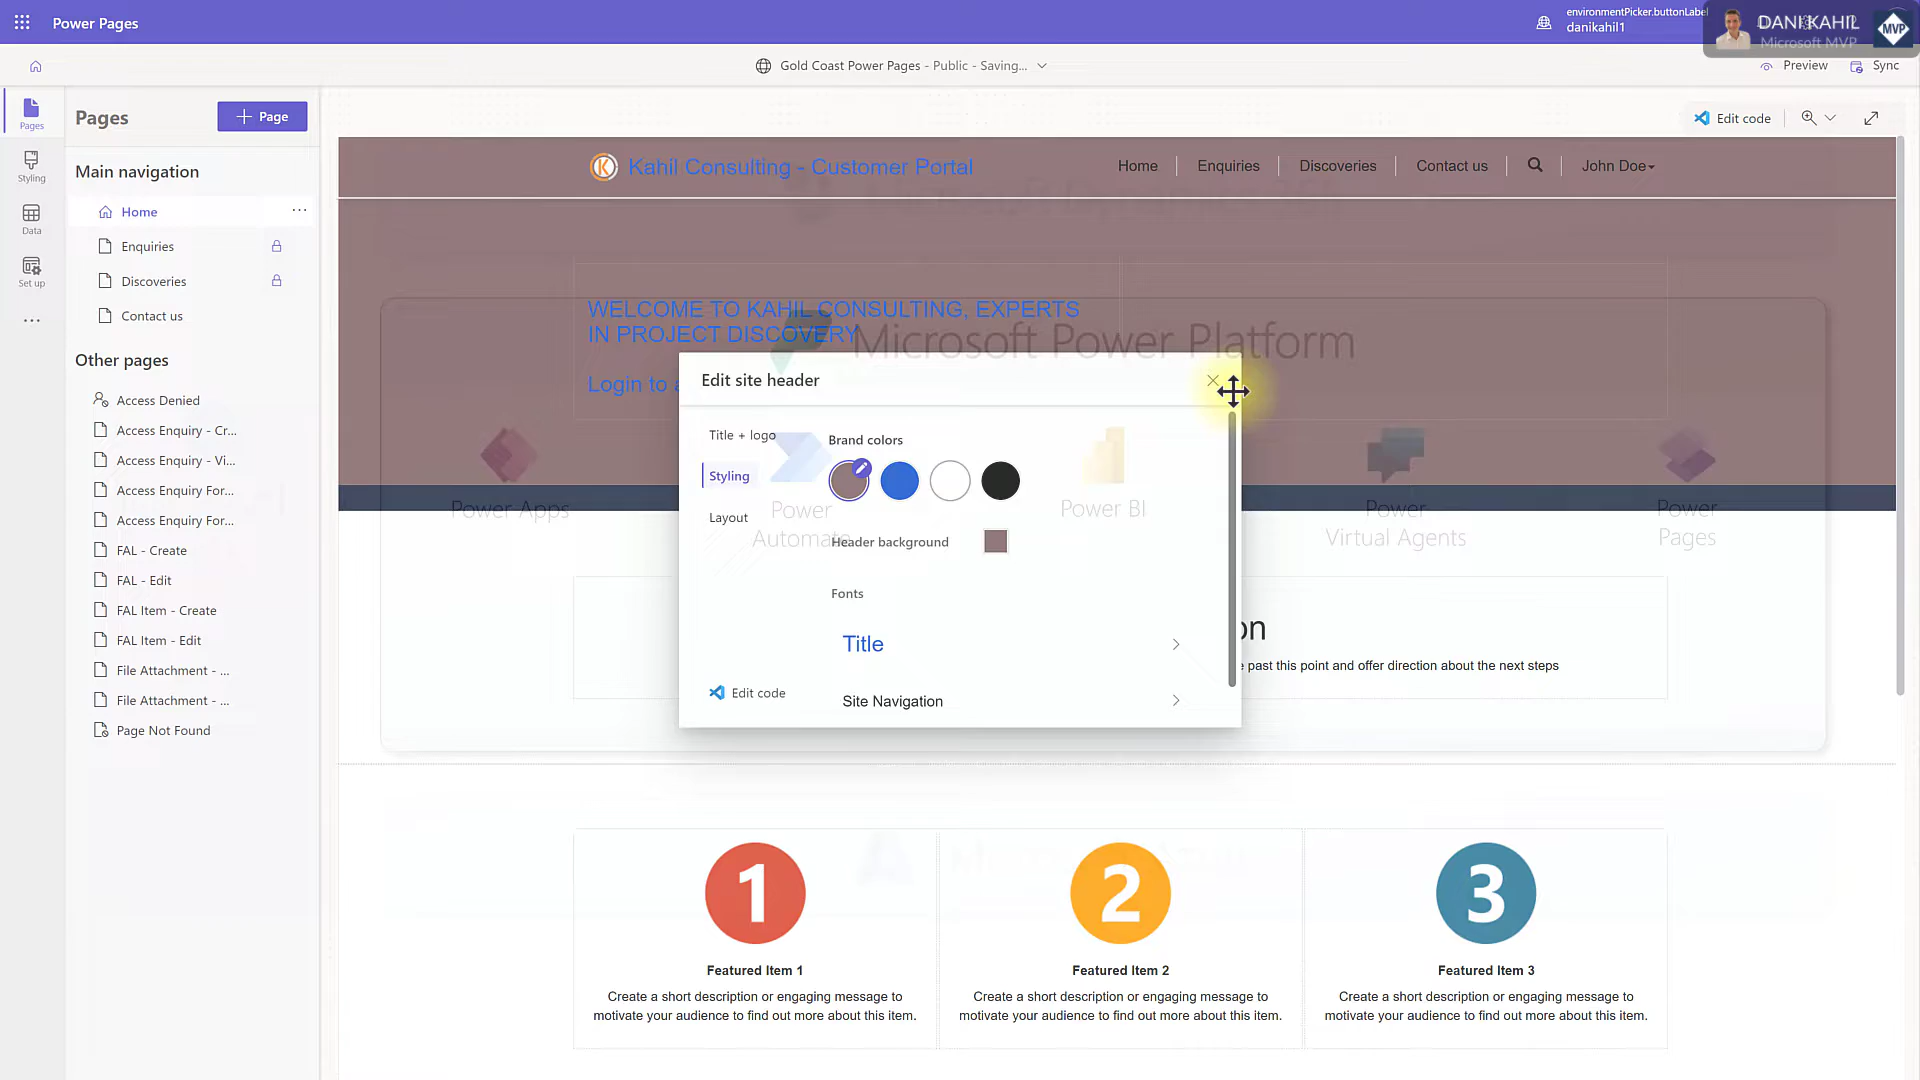 Power Pages
environmentPicker.buttonLabel
danikahil1
DANIKAHIL
Microsoft MVP
MVP
Gold Coast Power Pages - Public - Saving...
Preview
Sync
Pages
Styling
Data
Set up
Pages
Page
Main navigation
Home
Enquiries
Discoveries
Contact us
Other pages
Access Denied
Access Enquiry - Cr...
Access Enquiry - Vi...
Access Enquiry For...
Access Enquiry For...
FAL - Create
FAL - Edit
FAL Item - Create
FAL Item - Edit
File Attachment - ...
File Attachment - ...
Page Not Found
Edit code
Kahil Consulting - Customer Portal
Home
Enquiries
Discoveries
Contact us
John Doe
WELCOME TO KAHIL CONSULTING, EXPERTS
IN PROJECT DISCOVERY
Login to a
Microsoft Power Platform
Power Apps
Power
Automate
Power BI
Power
Virtual Agents
Power
Pages
Edit site header
Title + logo
Styling
Layout
Edit code
Brand colors
Header background
Fonts
Title
Site Navigation
on
past this point and offer direction about the next steps
1
Featured Item 1
Create a short description or engaging message to
motivate your audience to find out more about this item.
2
Featured Item 2
Create a short description or engaging message to
motivate your audience to find out more about this item.
3
Featured Item 3
Create a short description or engaging message to
motivate your audience to find out more about this item.